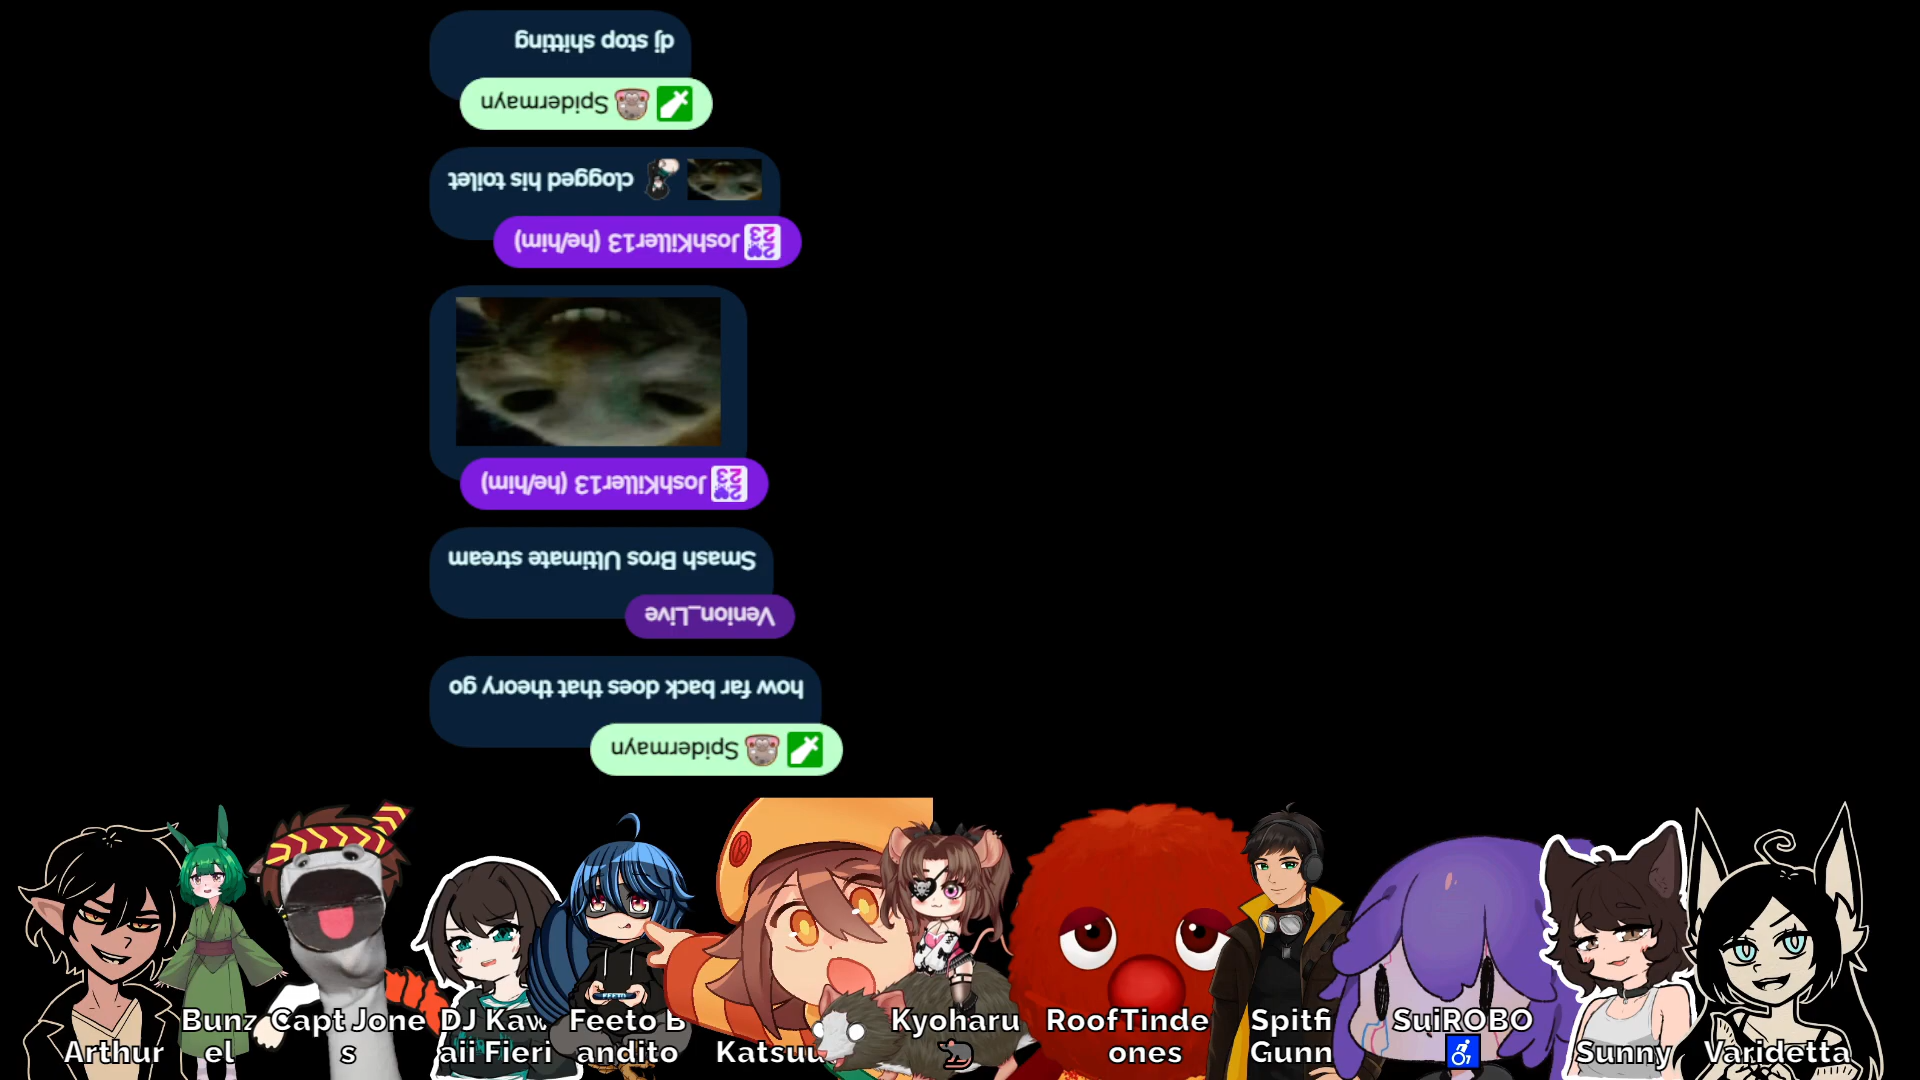 dj stop shitting
Spidermayn
clogged his toilet
JoshKiller13 (he/him)
JoshKiller13 (he/him)
Smash Bros Ultimate stream
Venion_Live
how far back does that theory go
Spidermayn
Arthur
Bunz
el
Capt Jone
s
DJ Kaw
aii Fieri
Feeto B
andito
Katsuu
Kyoharu
RoofTinde
ones
Spitfi
Gunn
SuiROBO
Sunny
Varidetta
FEETO